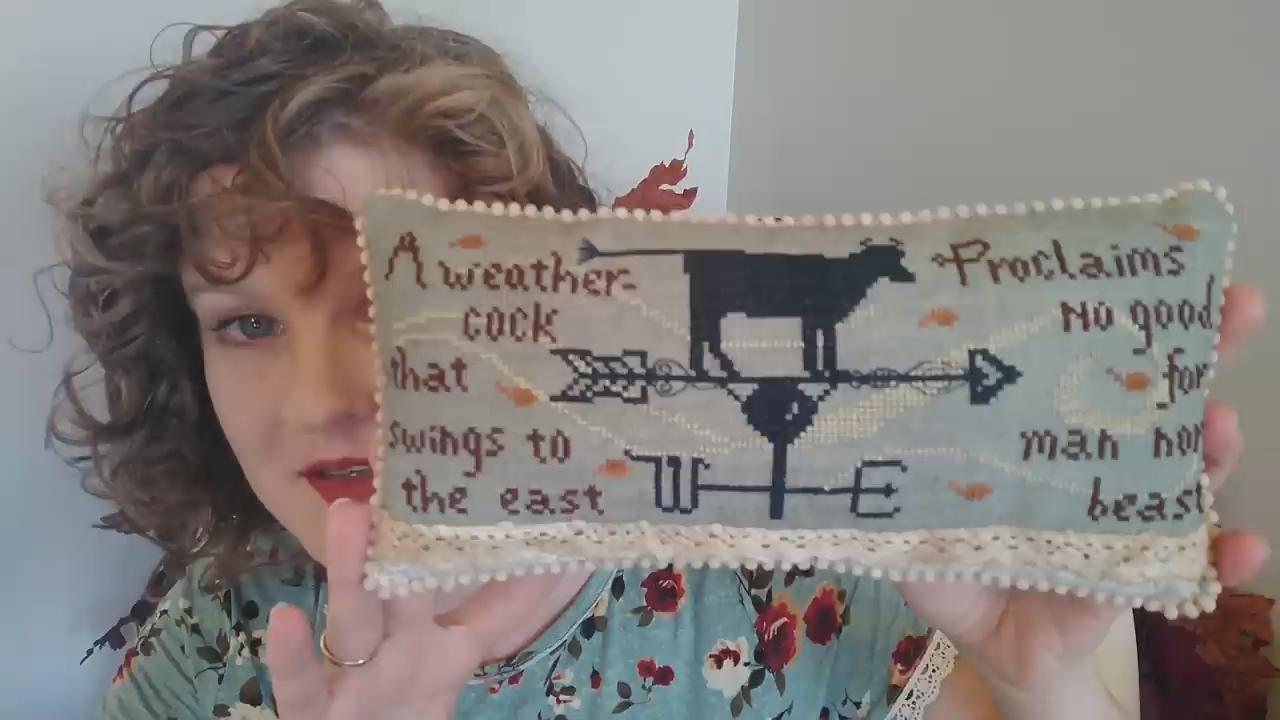 A weather-
cock
that
swings to
the east
W E
Proclaims
No good
for
man nor
beast